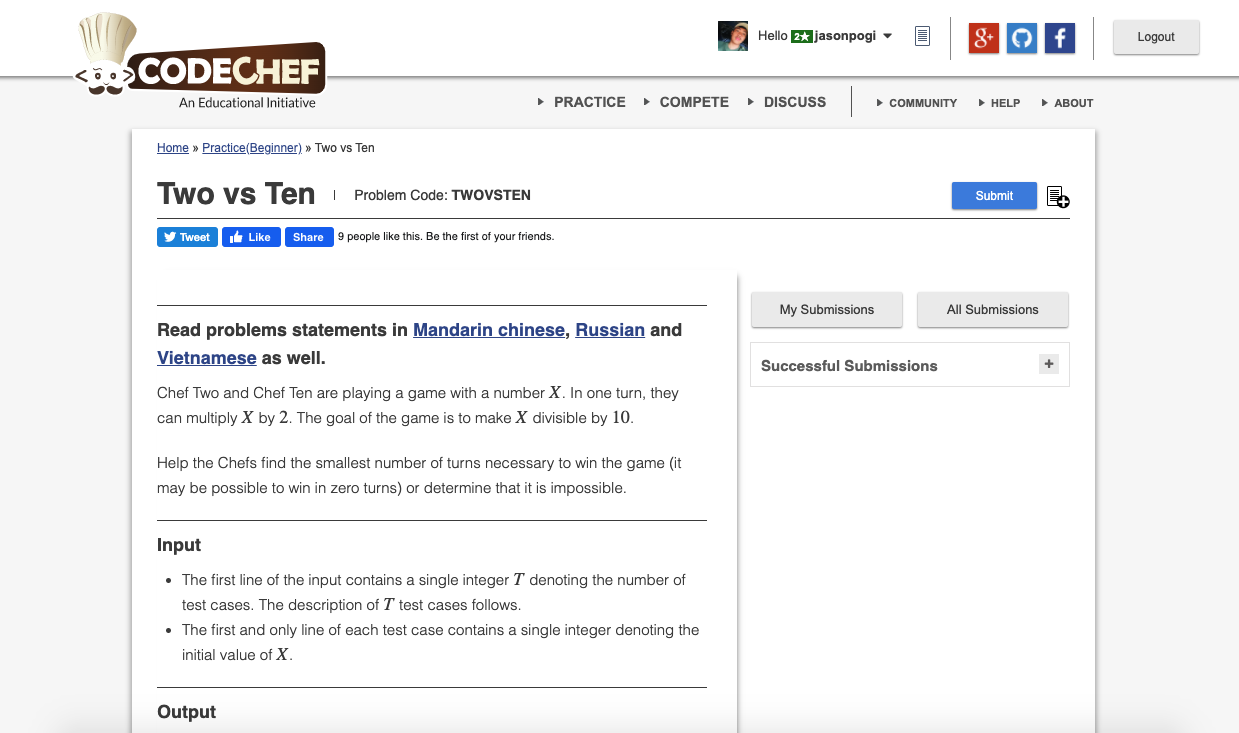 Hello 2★ jasonpogi
g+
f
Logout
CODECHEF
An Educational Initiative
PRACTICE COMPETE DISCUSS COMMUNITY HELP ABOUT
Home » Practice(Beginner) » Two vs Ten
Two vs Ten | Problem Code: TWOVSTEN
Submit
Tweet Like Share 9 people like this. Be the first of your friends.
Read problems statements in Mandarin chinese, Russian and
Vietnamese as well.
Chef Two and Chef Ten are playing a game with a number X. In one turn, they
can multiply X by 2. The goal of the game is to make X divisible by 10.
Help the Chefs find the smallest number of turns necessary to win the game (it
may be possible to win in zero turns) or determine that it is impossible.
Input
• The first line of the input contains a single integer T denoting the number of
test cases. The description of T test cases follows.
• The first and only line of each test case contains a single integer denoting the
initial value of X.
Output
My Submissions All Submissions
Successful Submissions +